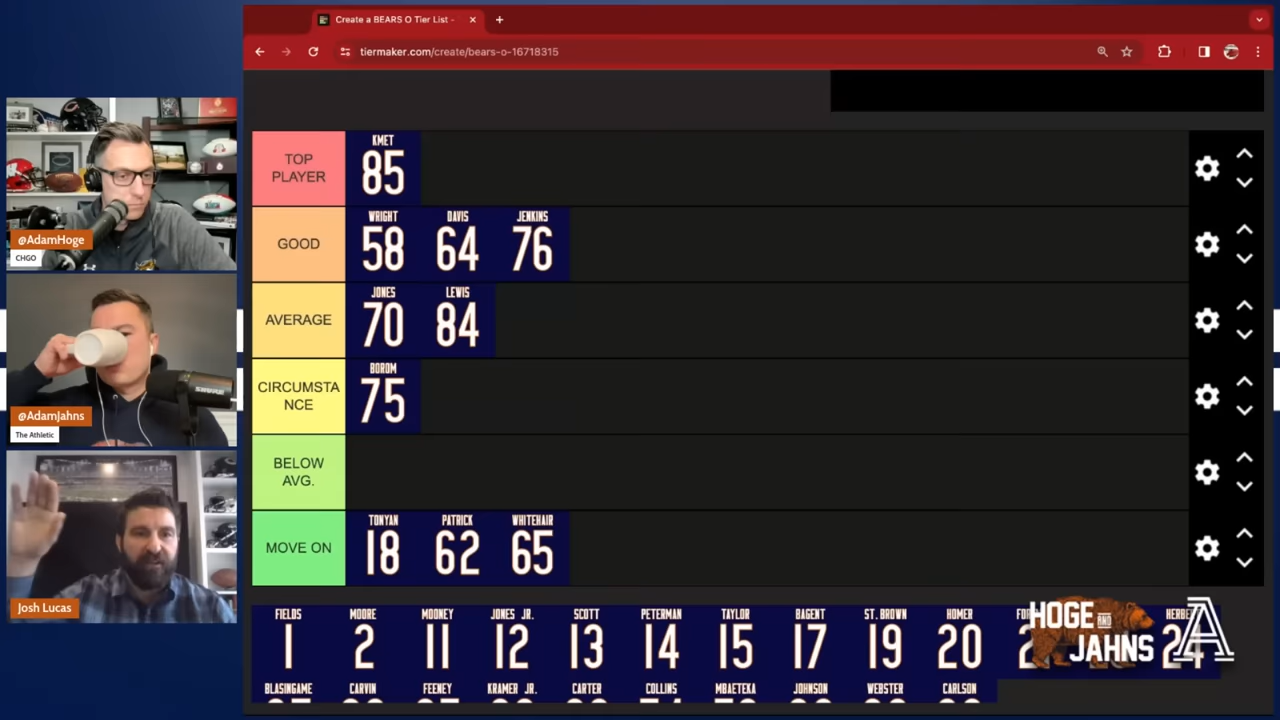 Create a BEARS O Tier List -
tiermaker.com/create/bears-o-16718315
@AdamHoge
CHGO
@AdamJahns
The Athletic
Josh Lucas
SHURE
TOP
PLAYER
KMET
85
GOOD
WRIGHT DAVIS JENKINS
58 64 76
AVERAGE
JONES LEWIS
70 84
CIRCUMSTA
NCE
BOROM
75
BELOW
AVG.
MOVE ON
TONYAN PATRICK WHITEHAIR
18 62 65
FIELDS MOORE MOONEY JONES JR. SCOTT PETERMAN TAYLOR BAGENT ST. BROWN HOMER
1 2 11 12 13 14 15 17 19 20
BLASINGAME CARVIN FEENEY KRAMER JR. CARTER COLLINS MBAETEKA JOHNSON WEBSTER CARLSON
HOGE AND
JAHNS
A